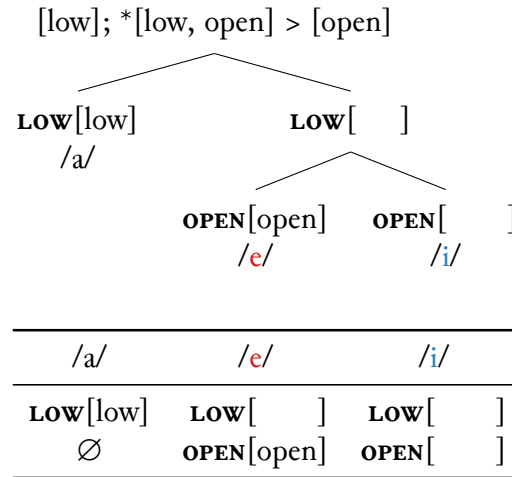 [low]; *[low, open] > [open]
LOW[low] LOW[ ]
/a/
OPEN[open] OPEN[ ]
/e/ /i/
/a/ /e/ /i/
LOW[low] LOW[ ] LOW[ ]
∅ OPEN[open] OPEN[ ]